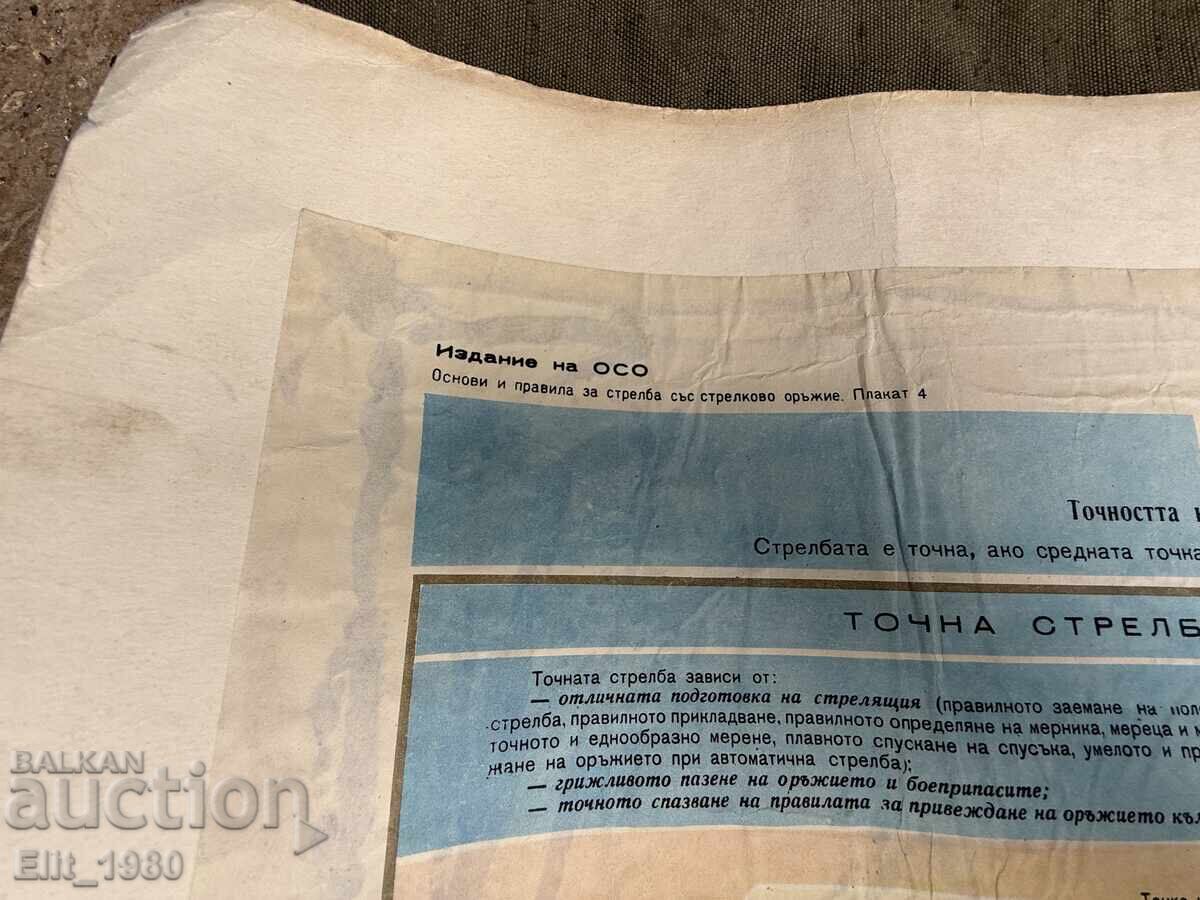 Издание на ОСО
Основи и правила за стрелба със стрелково оръжие. Плакат 4
Точността
Стрелбата е точна, ако средната точка
ТОЧНА СТРЕЛБ
Точната стрелба зависи от:
— отличната подготовка на стрелящия (правилното заемане на
стрелба, правилното прикладване, правилното определяне на мерника, мереца и
точното и еднообразно мерене, плавното спускане на спусъка, умелото и пр
жане на оръжието при автоматична стрелба);
— грижливото пазене на оръжието и боеприпасите;
— точното спазване на правилата за привеждане на оръжието към
BALKAN
auction
Elit_1980